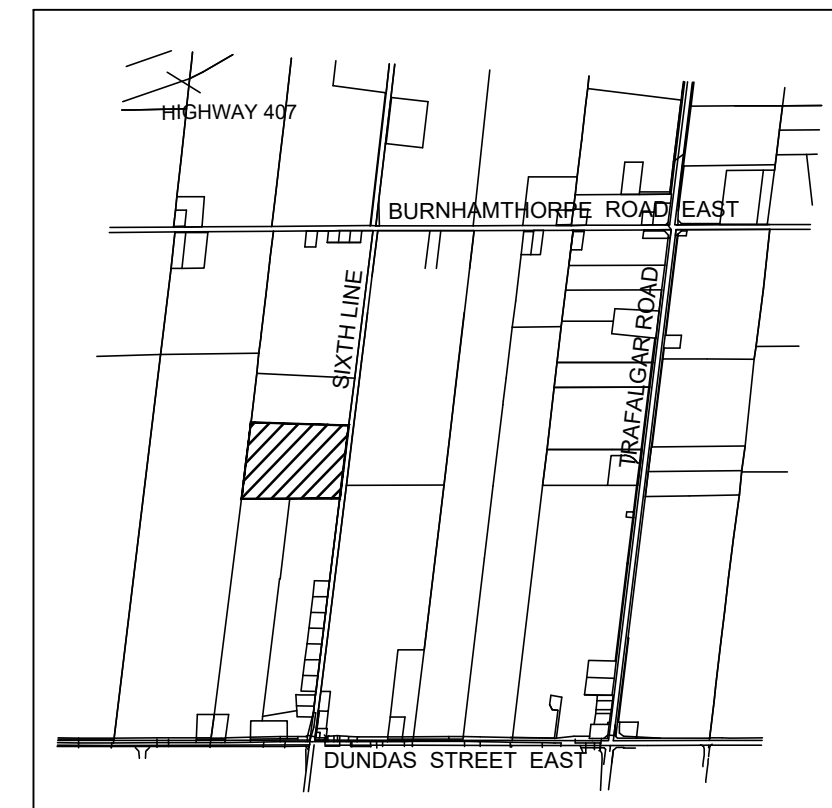 HIGHWAY 407
BURNHAMTHORPE ROAD EAST
SIXTH LINE
TRAFALGAR ROAD
DUNDAS STREET EAST